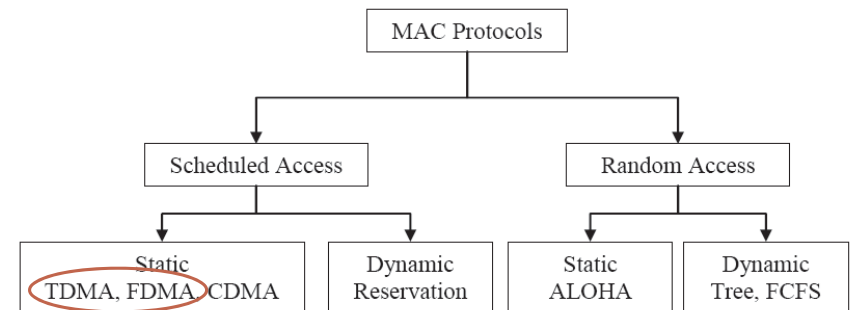 MAC Protocols
Scheduled Access
Random Access
Static
TDMA, FDMA, CDMA
Dynamic
Reservation
Static
ALOHA
Dynamic
Tree, FCFS